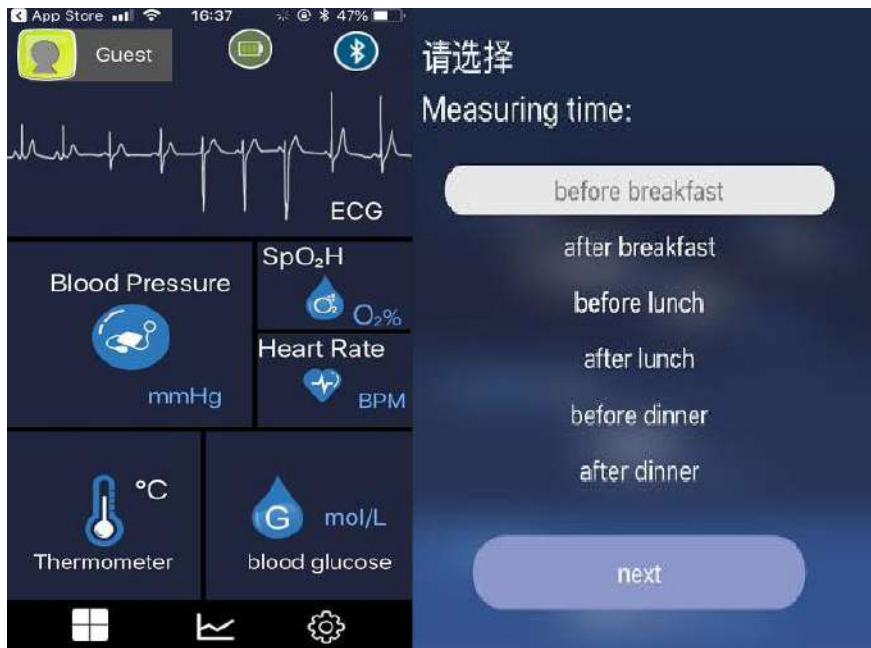 App Store 16:37 47%
Guest
ECG
Blood Pressure
mmHg
SpO₂H
O₂
O₂%
Heart Rate
BPM
°C
Thermometer
G
mol/L
blood glucose
请选择
Measuring time:
before breakfast
after breakfast
before lunch
after lunch
before dinner
after dinner
next